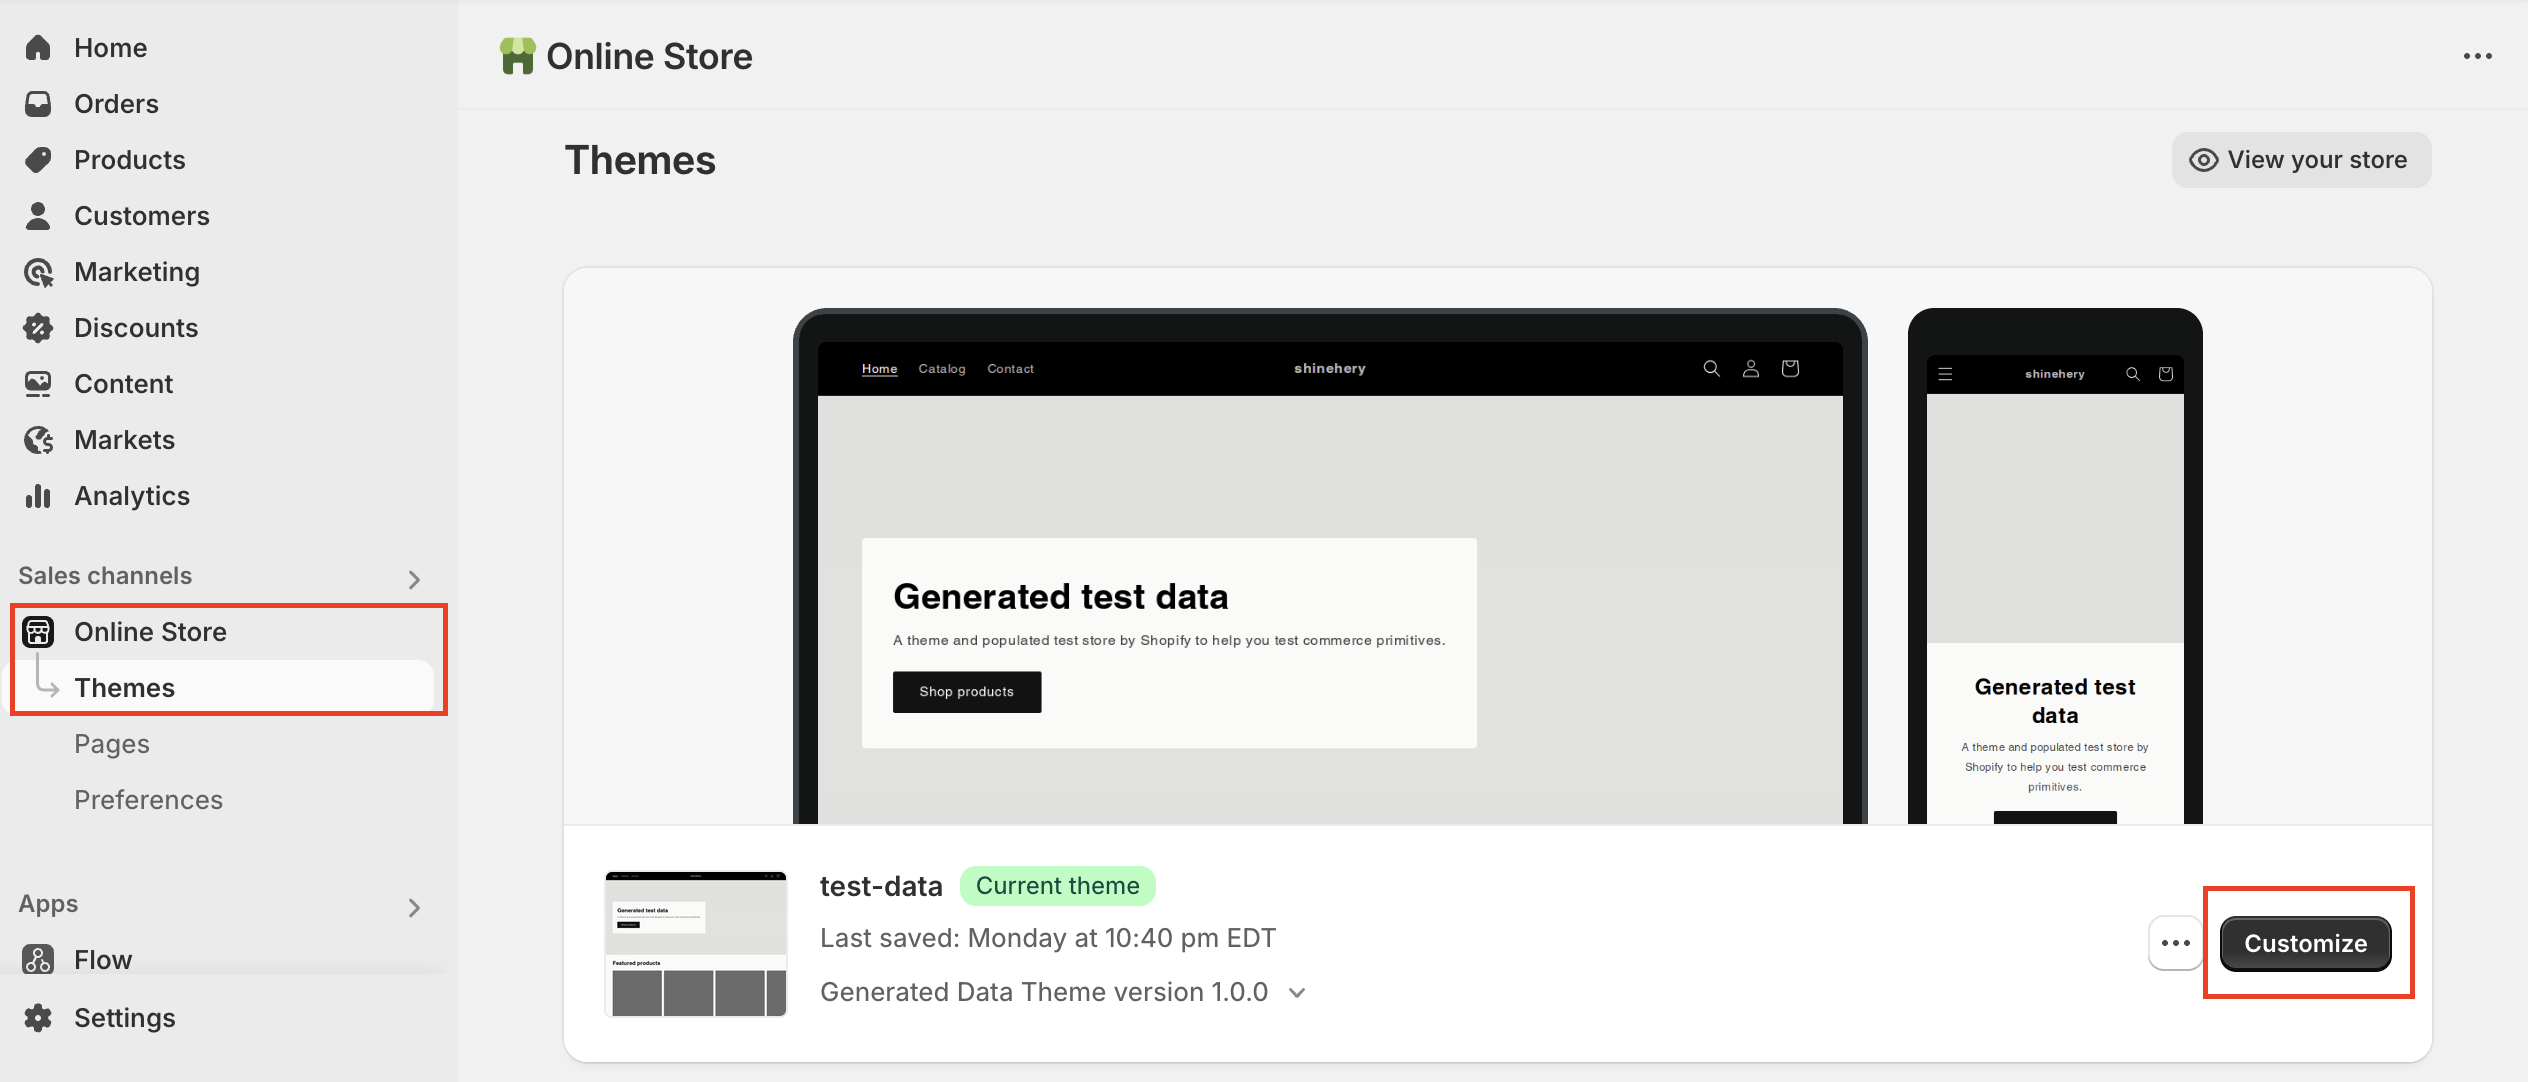 Home
Orders
Products
Customers
Marketing
Discounts
Content
Markets
Analytics
Sales channels
Online Store
Themes
Pages
Preferences
Apps
Flow
Settings
Online Store
Themes
View your store
Home Catalog Contact
shinehery
Generated test data
A theme and populated test store by Shopify to help you test commerce primitives.
Shop products
shinehery
Generated test
data
A theme and populated test store by
Shopify to help you test commerce
primitives.
Generated test data
Featured products
test-data
Current theme
Last saved: Monday at 10:40 pm EDT
Generated Data Theme version 1.0.0
Customize